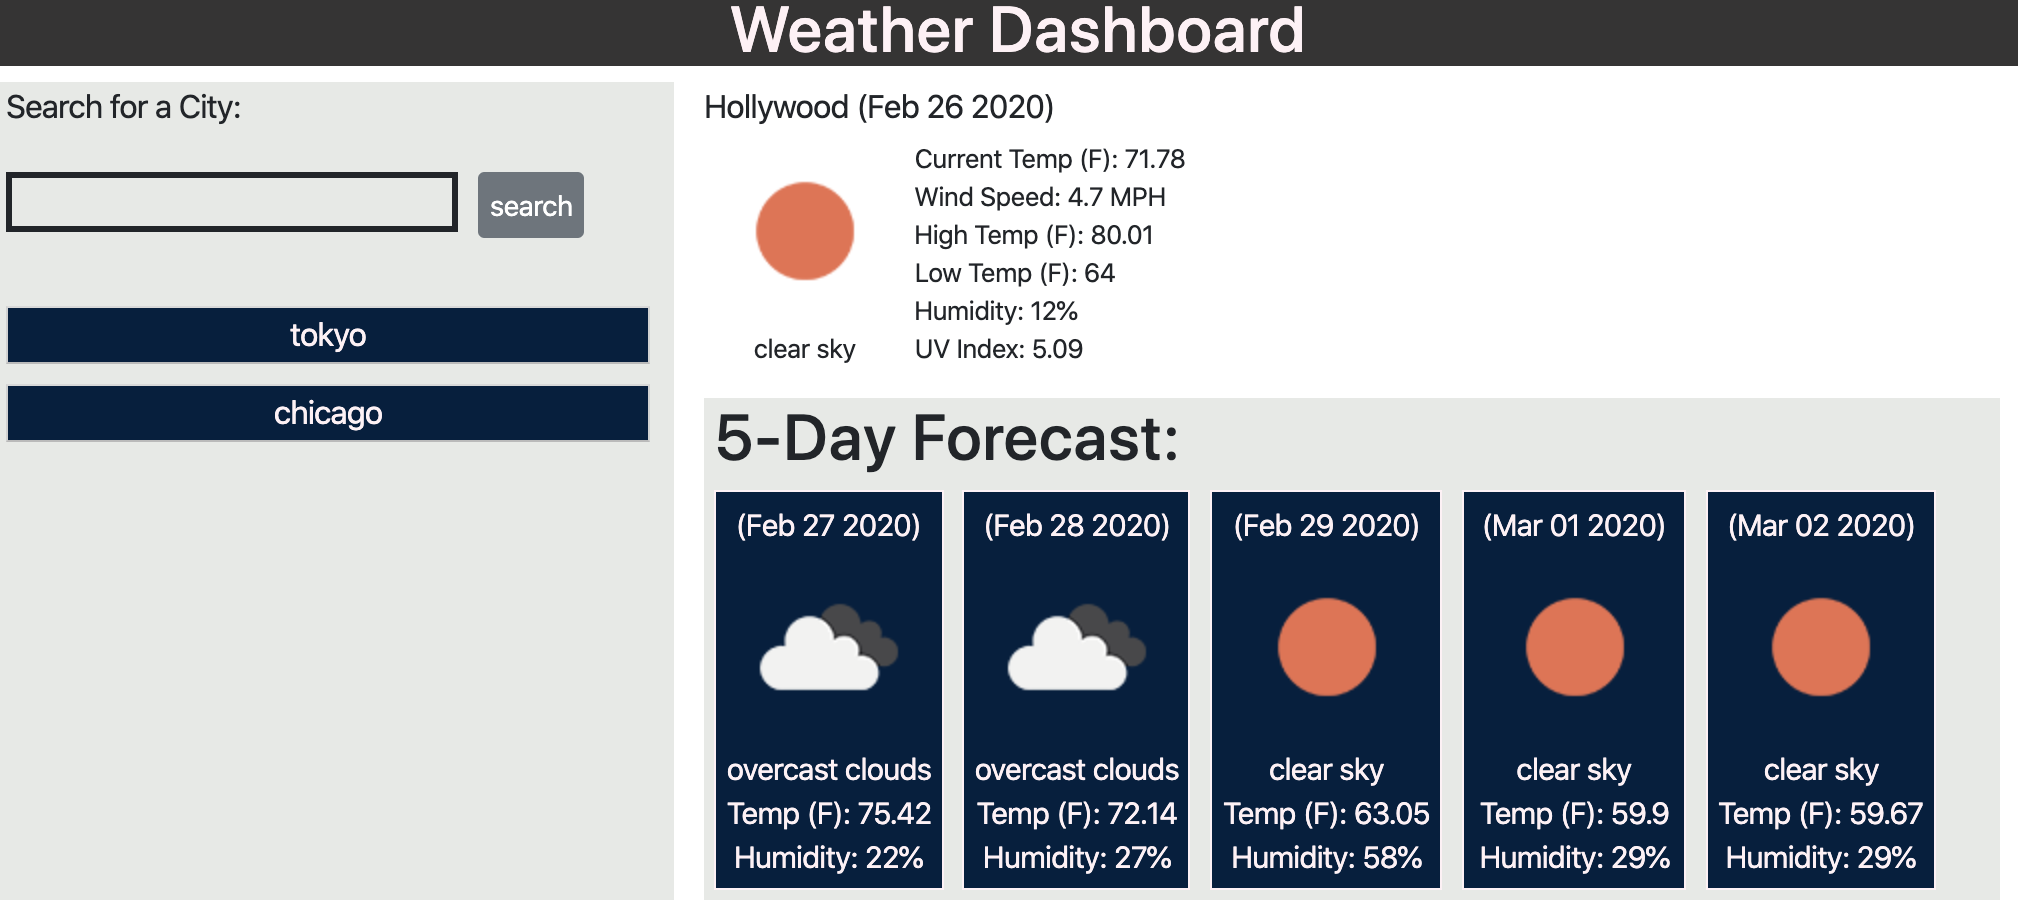 Weather Dashboard
Search for a City:
search
tokyo
chicago
Hollywood (Feb 26 2020)
clear sky
Current Temp (F): 71.78
Wind Speed: 4.7 MPH
High Temp (F): 80.01
Low Temp (F): 64
Humidity: 12%
UV Index: 5.09
5-Day Forecast:
(Feb 27 2020)
overcast clouds
Temp (F): 75.42
Humidity: 22%
(Feb 28 2020)
overcast clouds
Temp (F): 72.14
Humidity: 27%
(Feb 29 2020)
clear sky
Temp (F): 63.05
Humidity: 58%
(Mar 01 2020)
clear sky
Temp (F): 59.9
Humidity: 29%
(Mar 02 2020)
clear sky
Temp (F): 59.67
Humidity: 29%